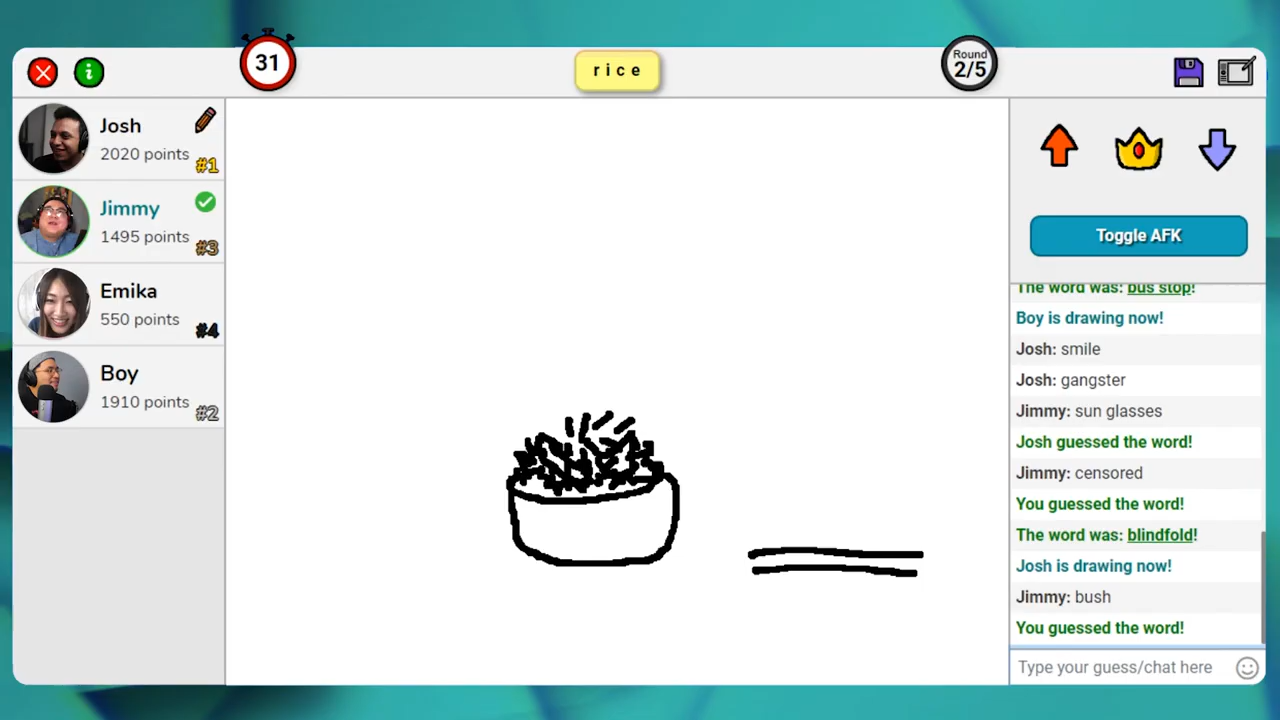 31
rice
Round
2/5
Josh
2020 points
#1
Jimmy
1495 points
#3
Emika
550 points
#4
Boy
1910 points
#2
Toggle AFK
The word was: bus stop!
Boy is drawing now!
Josh: smile
Josh: gangster
Jimmy: sun glasses
Josh guessed the word!
Jimmy: censored
You guessed the word!
The word was: blindfold!
Josh is drawing now!
Jimmy: bush
You guessed the word!
Type your guess/chat here